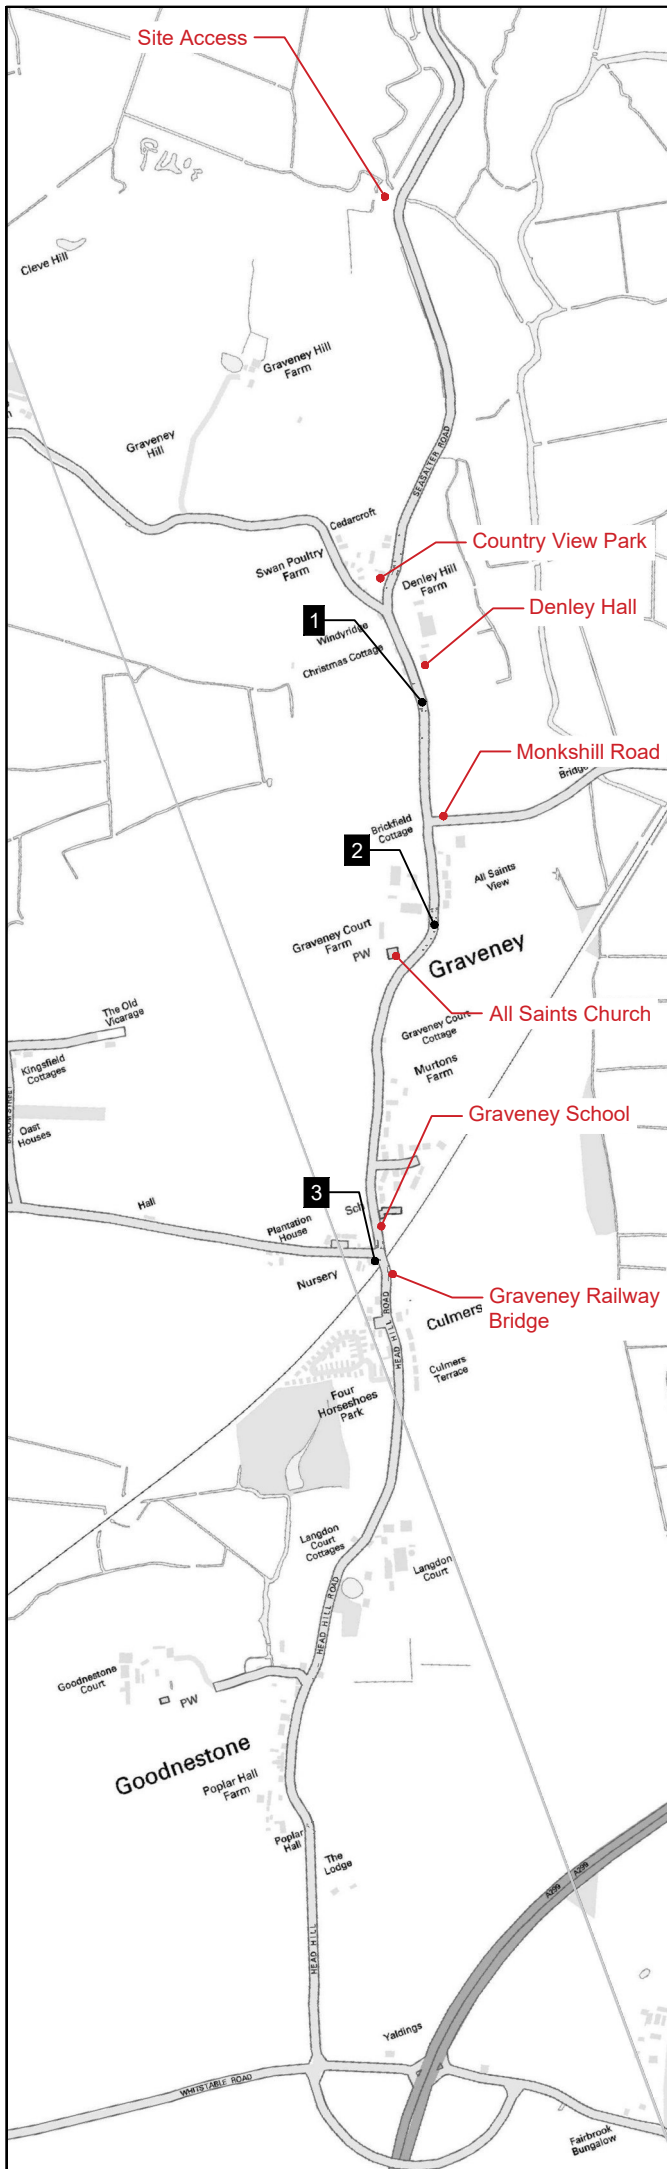 Site Access
Cleve Hill
Graveney Hill
Farm
Graveney
Hill
SEASALTER ROAD
Cedarcroft
Country View Park
Swan Poultry
Farm
Denley Hill
Farm
Denley Hall
1
Windyridge
Christmas Cottage
Monkshill Road
Bridge
Brickfield
Cottage
2
All Saints
View
Graveney Court
Farm
PW
Graveney
The Old
Vicarage
All Saints Church
Graveney Court
Cottage
Kingsfield
Cottages
Murtons
Farm
BROOM STREET
Oast
Houses
Graveney School
3
Hall
Sch
Plantation
House
Nursery
Graveney Railway
Bridge
HEAD HILL ROAD
Culmers
Culmers
Terrace
Four
Horseshoes
Park
Langdon
Court
Cottages
Langdon
Court
HEAD HILL ROAD
Goodnestone
Court
PW
Goodnestone
Poplar Hall
Farm
Poplar
Hall
The
Lodge
A299
A299
HEAD HILL
Yaldings
WHITSTABLE ROAD
Fairbrook
Bungalow